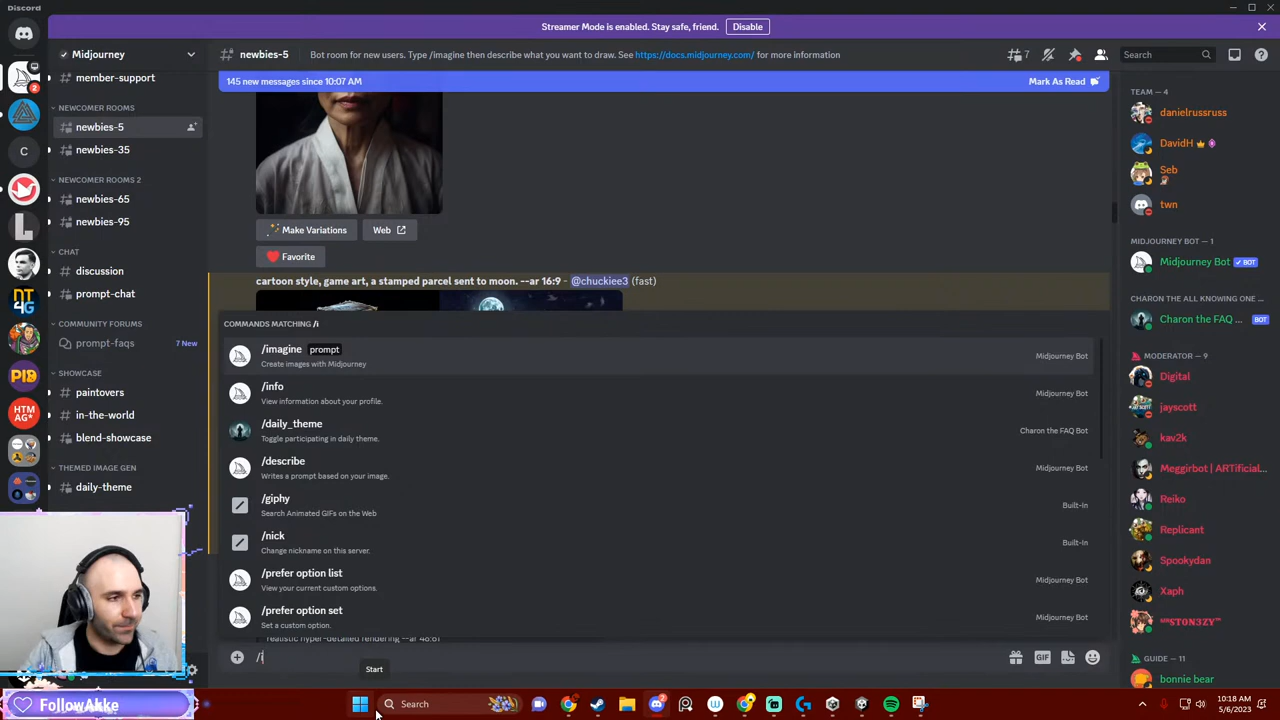 Discord
Streamer Mode is enabled. Stay safe, friend. Disable
Midjourney
newbies-5 Bot room for new users. Type /imagine then describe what you want to draw. See https://docs.midjourney.com/ for more information
7
Search
145 new messages since 10:07 AM
Mark As Read
2
member-support
NEWCOMER ROOMS
newbies-5
newbies-35
NEWCOMER ROOMS 2
newbies-65
newbies-95
CHAT
discussion
prompt-chat
COMMUNITY FORUMS
prompt-faqs 7 New
SHOWCASE
paintovers
in-the-world
blend-showcase
THEMED IMAGE GEN
daily-theme
C
NT
4G
PID
HTM
AG*
Make Variations
Web
Favorite
cartoon style, game art, a stamped parcel sent to moon. --ar 16:9 - @chuckiee3 (fast)
COMMANDS MATCHING /i
/imagine prompt
Create images with Midjourney
Midjourney Bot
/info
View information about your profile.
Midjourney Bot
/daily_theme
Toggle participating in daily theme.
Charon the FAQ Bot
/describe
Writes a prompt based on your image.
Midjourney Bot
/giphy
Search Animated GIFs on the Web
Built-In
/nick
Change nickname on this server.
Built-In
/prefer option list
View your current custom options.
Midjourney Bot
/prefer option set
Set a custom option.
Midjourney Bot
/i
GIF
Start
TEAM — 4
danielrussruss
DavidH
Seb
twn
MIDJOURNEY BOT — 1
Midjourney Bot ✓ BOT
CHARON THE ALL KNOWING ONE ...
Charon the FAQ ... BOT
MODERATOR — 9
Digital
jayscott
kav2k
Meggirbot | ARTificial...
Reiko
Replicant
Spookydan
Xaph
GUIDE — 11
bonnie bear
FollowAkke
Search
10:18 AM
5/6/2023